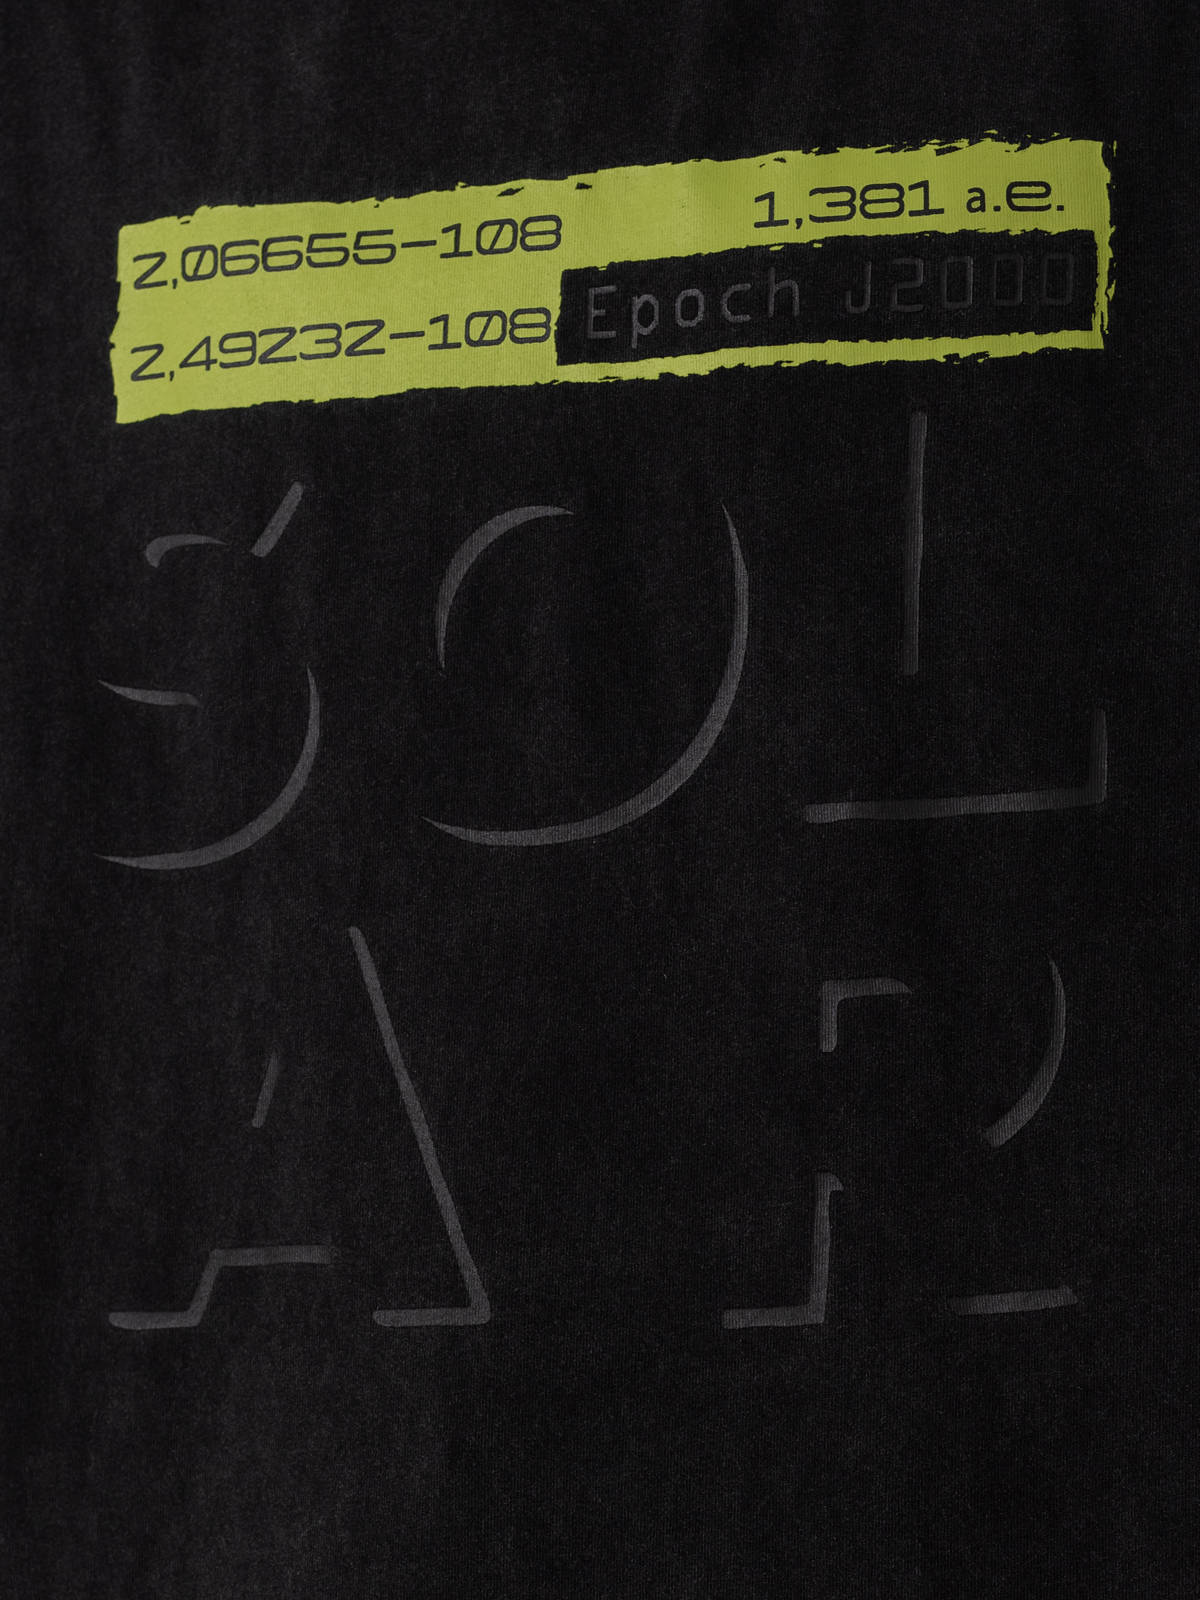 2,06655-108
1,381 a.e.
2,49232-108
Epoch J2000
SOL
AR